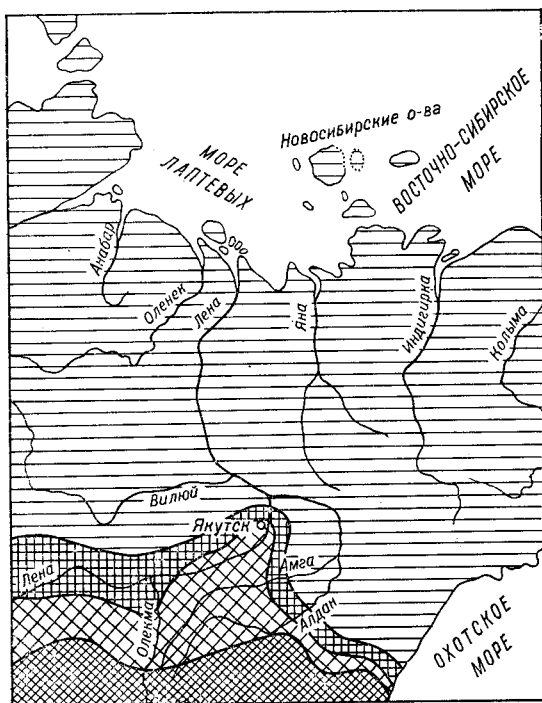 Новосибирские о-ва
МОРЕ
ЛАПТЕВЫХ
ВОСТОЧНО-СИБИРСКОЕ
МОРЕ
Анабар
Оленек
Лена
Яна
Индигирка
Колыма
Вилюй
Якутск
Лена
Амга
Олекма
Алдан
ОХОТСКОЕ
МОРЕ